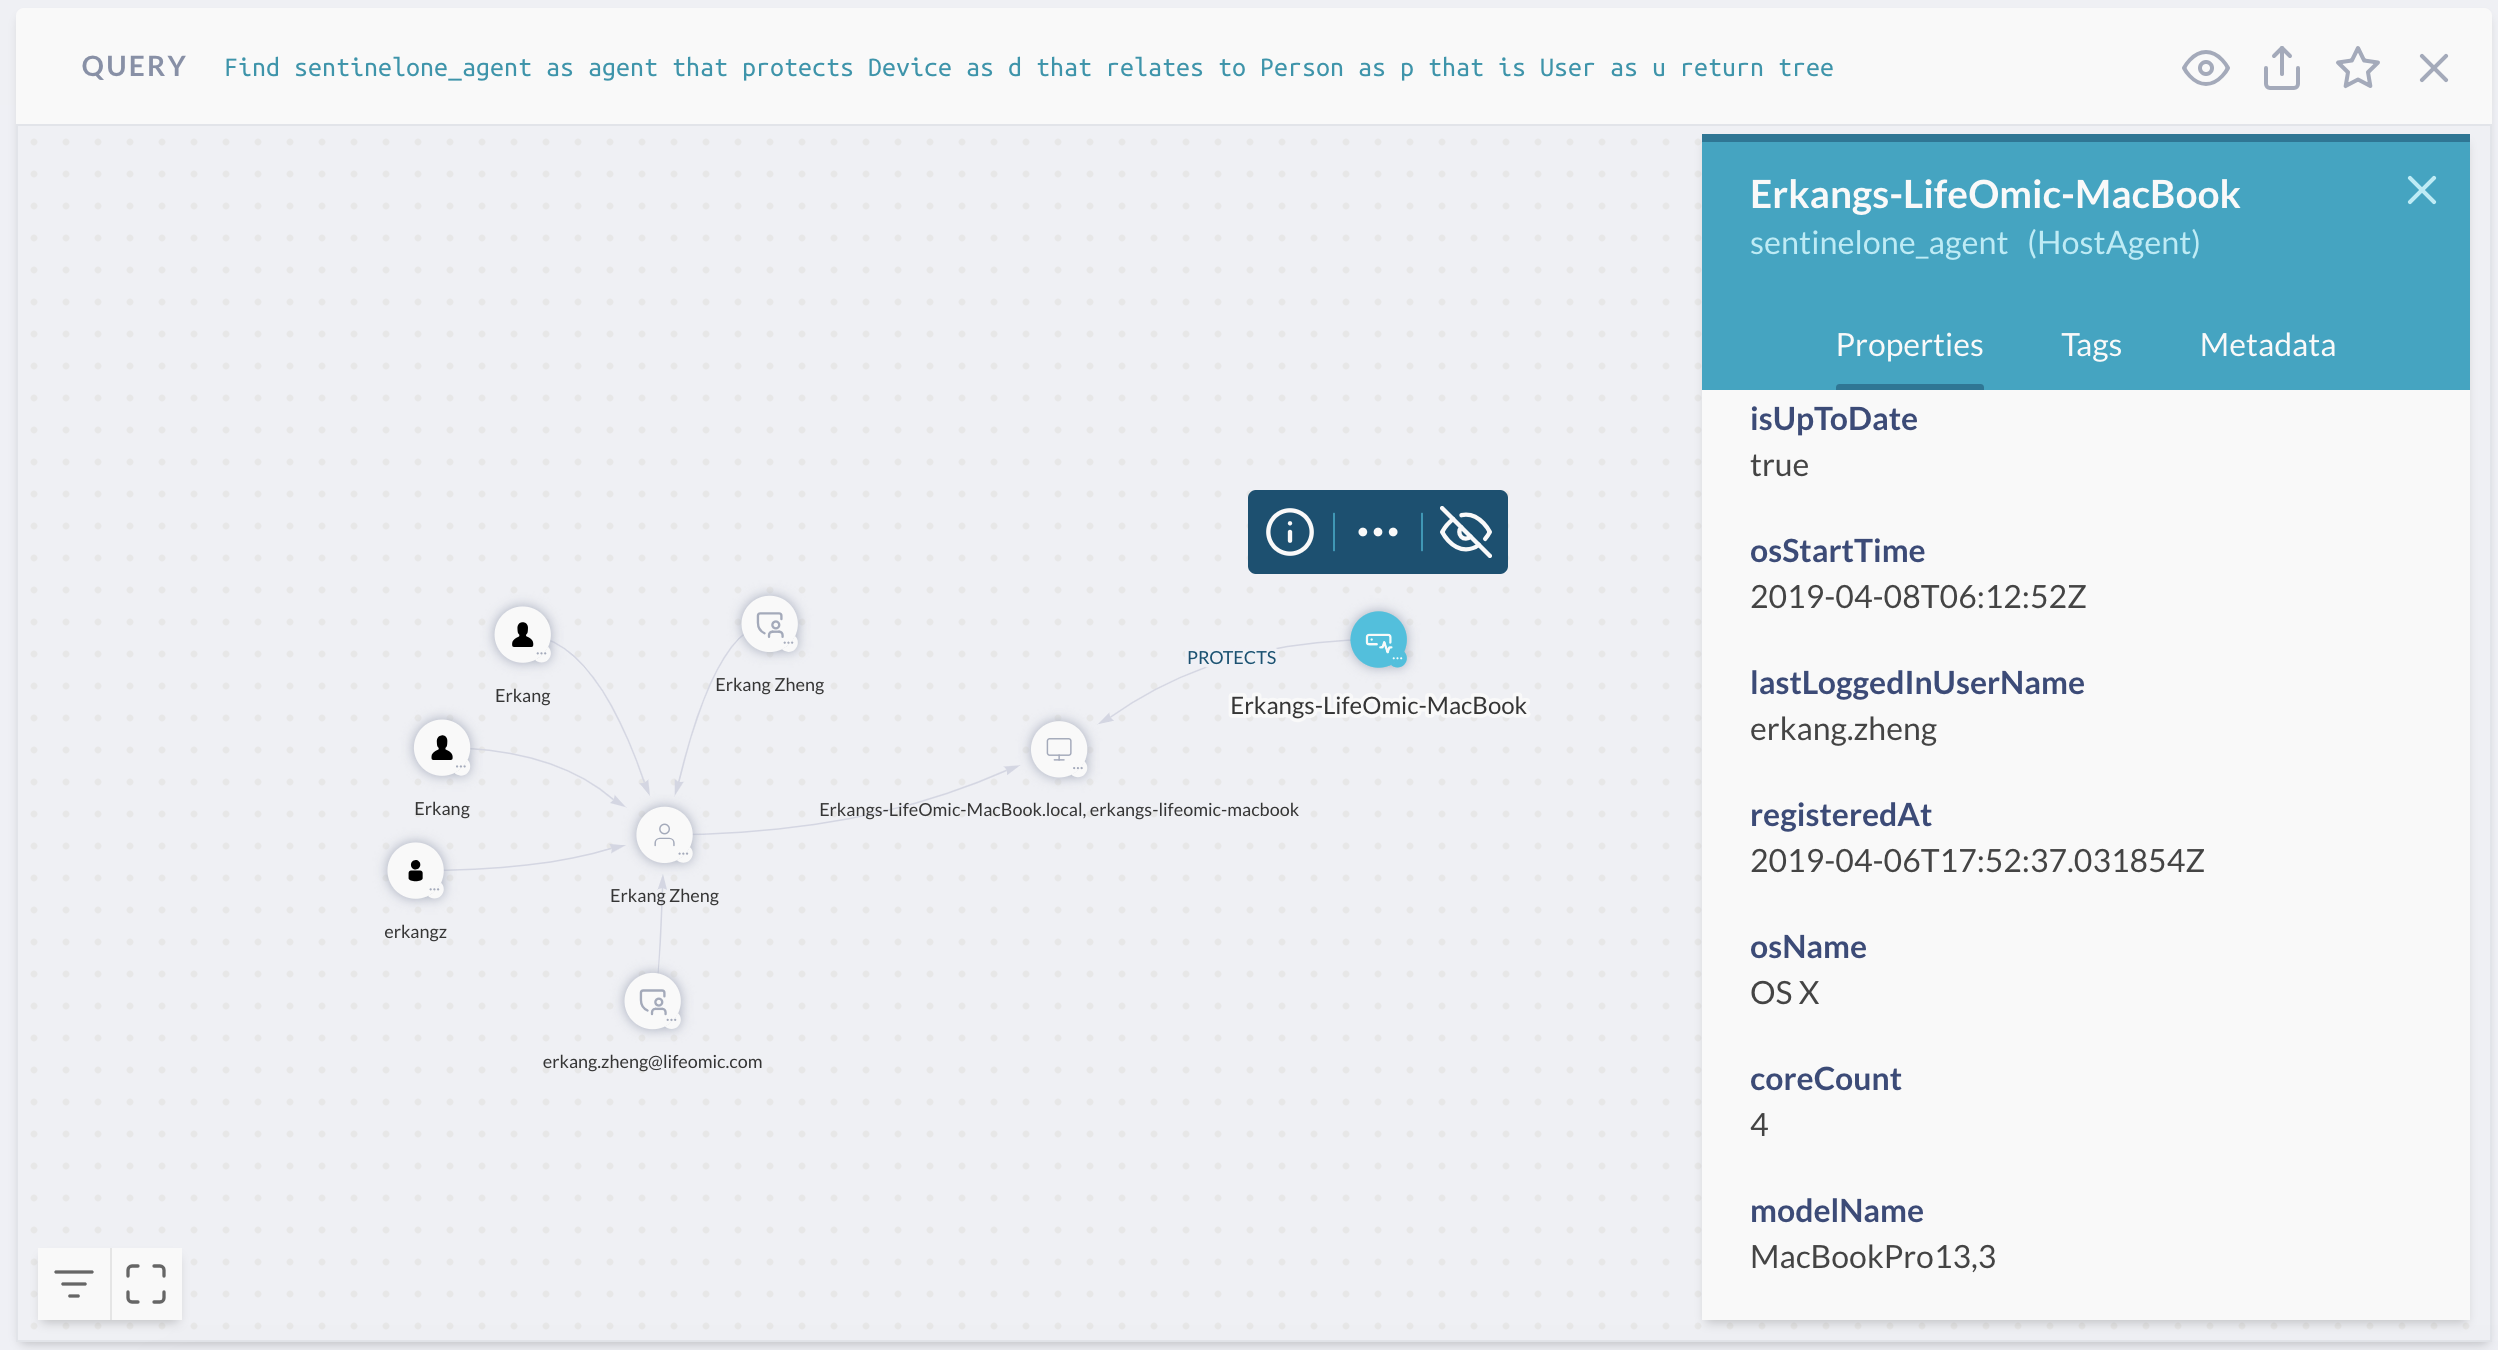 QUERY Find sentinelone_agent as agent that protects Device as d that relates to Person as p that is User as u return tree
Erkang
Erkang Zheng
Erkang
Erkang Zheng
erkangz
erkang.zheng@lifeomic.com
Erkangs-LifeOmic-MacBook.local, erkangs-lifeomic-macbook
PROTECTS
Erkangs-LifeOmic-MacBook
Erkangs-LifeOmic-MacBook
sentinelone_agent (HostAgent)
Properties Tags Metadata
isUpToDate
true
osStartTime
2019-04-08T06:12:52Z
lastLoggedInUserName
erkang.zheng
registeredAt
2019-04-06T17:52:37.031854Z
osName
OS X
coreCount
4
modelName
MacBookPro13,3